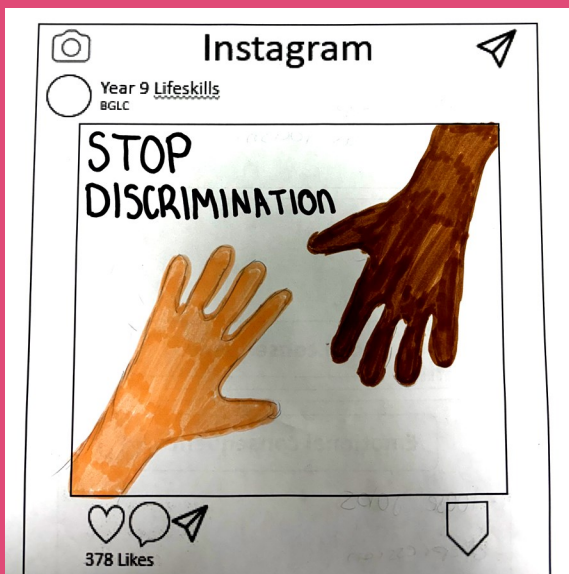 Instagram
Year 9 Lifeskills
BGLC
STOP
DISCRIMINATION
378 Likes